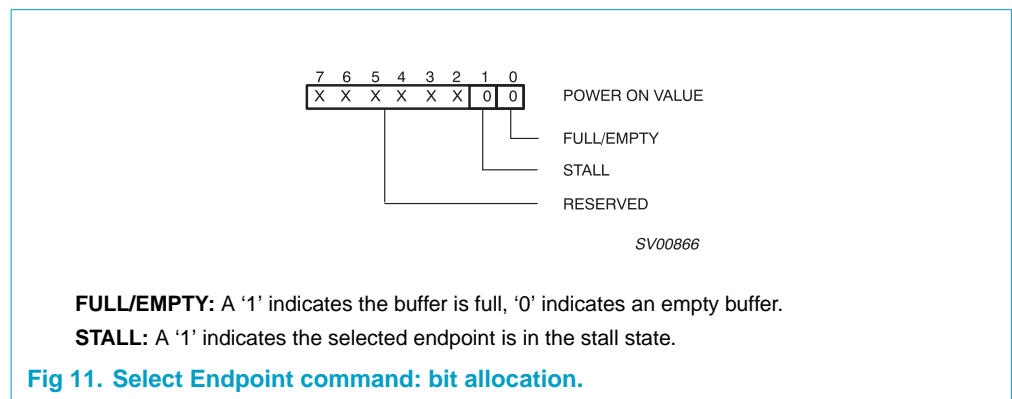 7 6 5 4 3 2 1 0
X X X X X X 0 0 POWER ON VALUE
FULL/EMPTY
STALL
RESERVED
SV00866
FULL/EMPTY: A ‘1’ indicates the buffer is full, ‘0’ indicates an empty buffer.
STALL: A ‘1’ indicates the selected endpoint is in the stall state.
Fig 11. Select Endpoint command: bit allocation.